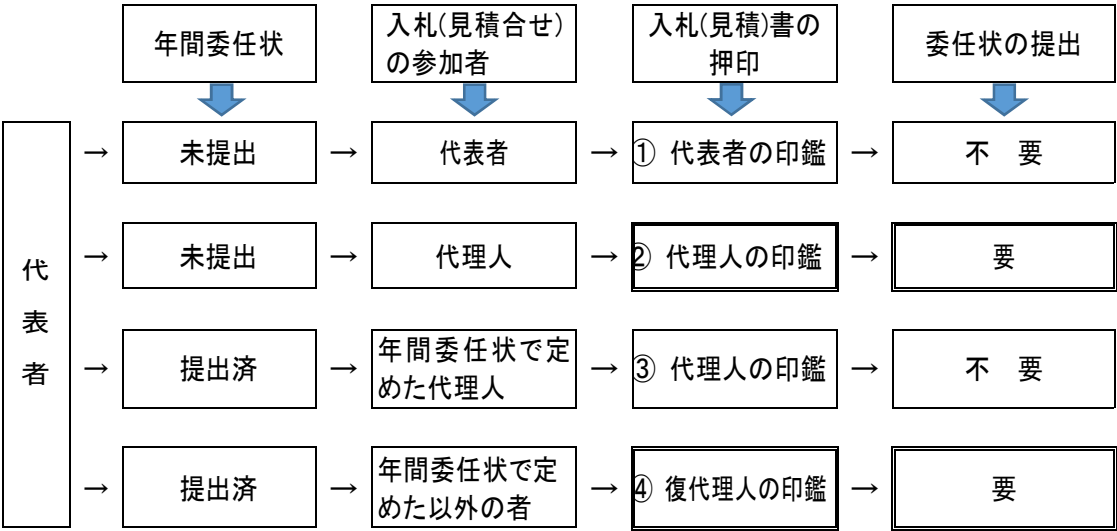 年間委任状
入札(見積合せ)
の参加者
入札(見積)書の
押印
委任状の提出
代
表
者
→ 未提出 → 代表者 → ① 代表者の印鑑 → 不 要
→ 未提出 → 代理人 → ② 代理人の印鑑 → 要
→ 提出済 → 年間委任状で定
めた代理人 → ③ 代理人の印鑑 → 不 要
→ 提出済 → 年間委任状で定
めた以外の者 → ④ 復代理人の印鑑 → 要